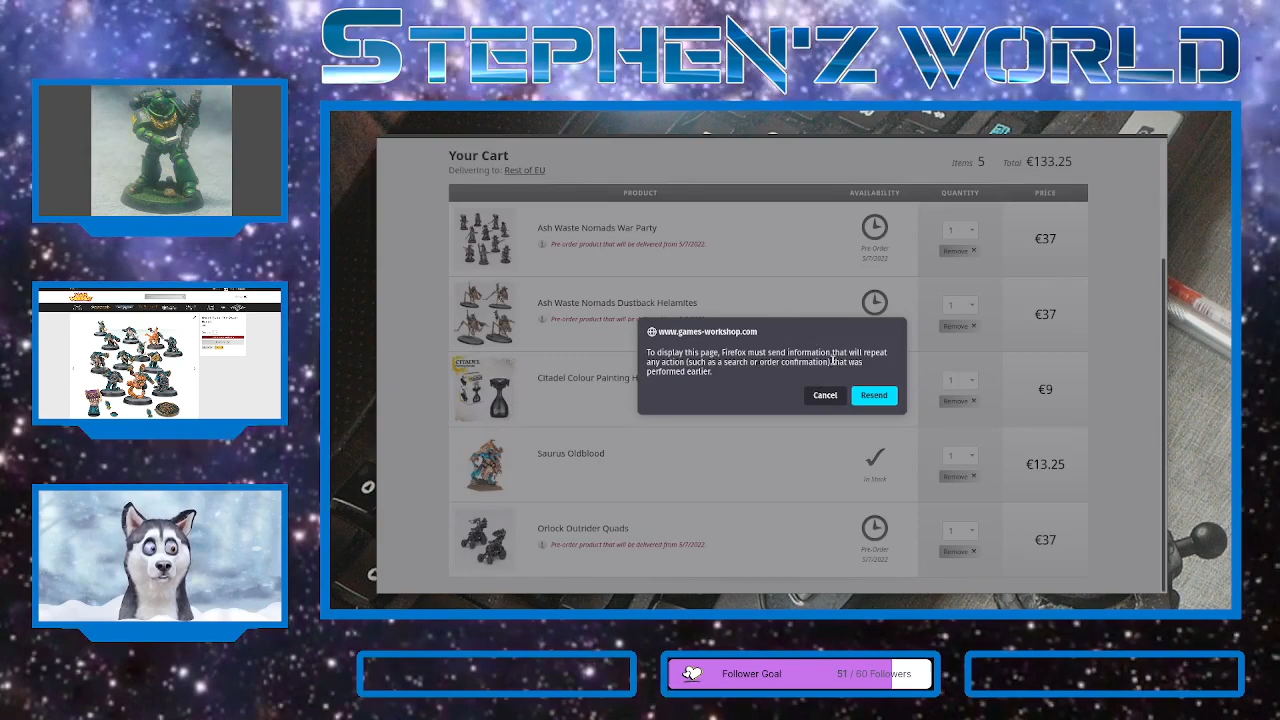 STEPHEN'Z WORLD
Your Cart
Delivering to: Rest of EU
Items 5 Total €133.25
PRODUCT AVAILABILITY QUANTITY PRICE
Ash Waste Nomads War Party
Pre-order product that will be delivered from 5/7/2022.
Pre-Order
5/7/2022
1
Remove ×
€37
Ash Waste Nomads Dustback Helamites
Pre-order product that will be
1
Remove ×
€37
www.games-workshop.com
To display this page, Firefox must send information that will repeat
any action (such as a search or order confirmation) that was
performed earlier.
Cancel
Resend
CITADEL
Citadel Colour Painting H
1
Remove ×
€9
Saurus Oldblood
In Stock
1
Remove ×
€13.25
Orlock Outrider Quads
Pre-order product that will be delivered from 5/7/2022.
Pre-Order
5/7/2022
1
Remove ×
€37
Follower Goal 51 / 60 Followers